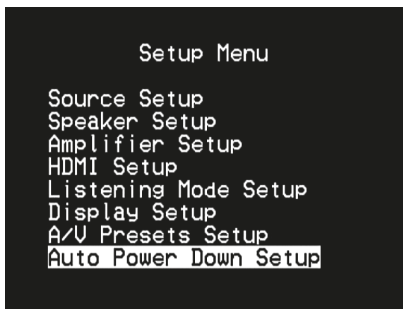 Setup Menu
Source Setup
Speaker Setup
Amplifier Setup
HDMI Setup
Listening Mode Setup
Display Setup
A/V Presets Setup
Auto Power Down Setup